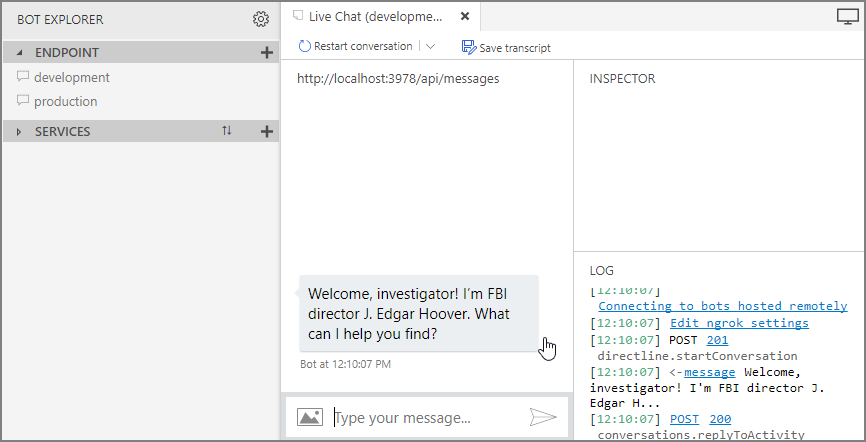 BOT EXPLORER
ENDPOINT
development
production
SERVICES
Live Chat (developme...
Restart conversation
Save transcript
http://localhost:3978/api/messages
Welcome, investigator! I'm FBI
director J. Edgar Hoover. What
can I help you find?
Bot at 12:10:07 PM
Type your message...
INSPECTOR
LOG
[12:10:07]
Connecting to bots hosted remotely
[12:10:07] Edit ngrok settings
[12:10:07] POST 201
directline.startConversation
[12:10:07] <-message Welcome,
investigator! I'm FBI director J.
Edgar H...
[12:10:07] POST 200
conversations.replyToActivity